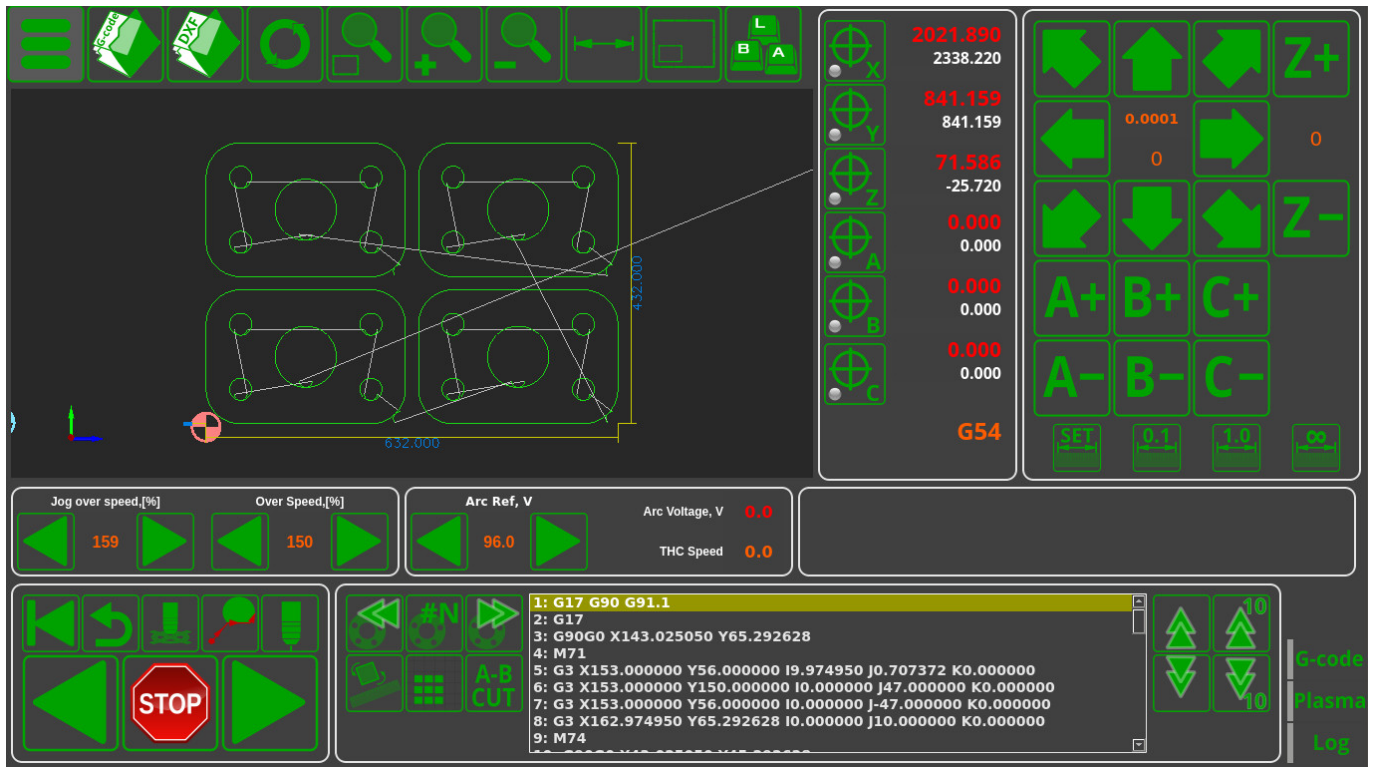 G-code
DXF
L
B A
X 2021.890
2338.220
Y 841.159
841.159
Z 71.586
-25.720
A 0.000
0.000
B 0.000
0.000
C 0.000
0.000
G54
Z+
0.0001
0
0
Z-
A+ B+ C+
A- B- C-
SET 0.1 1.0 ∞
432.000
632.000
Jog over speed,[%] Over Speed,[%]
159 150
Arc Ref, V
96.0
Arc Voltage, V 0.0
THC Speed 0.0
STOP
#N
A-B
CUT
1: G17 G90 G91.1
2: G17
3: G90G0 X143.025050 Y65.292628
4: M71
5: G3 X153.000000 Y56.000000 I9.974950 J0.707372 K0.000000
6: G3 X153.000000 Y150.000000 I0.000000 J47.000000 K0.000000
7: G3 X153.000000 Y56.000000 I0.000000 J-47.000000 K0.000000
8: G3 X162.974950 Y65.292628 I0.000000 J10.000000 K0.000000
9: M74
10
10
G-code
Plasma
Log